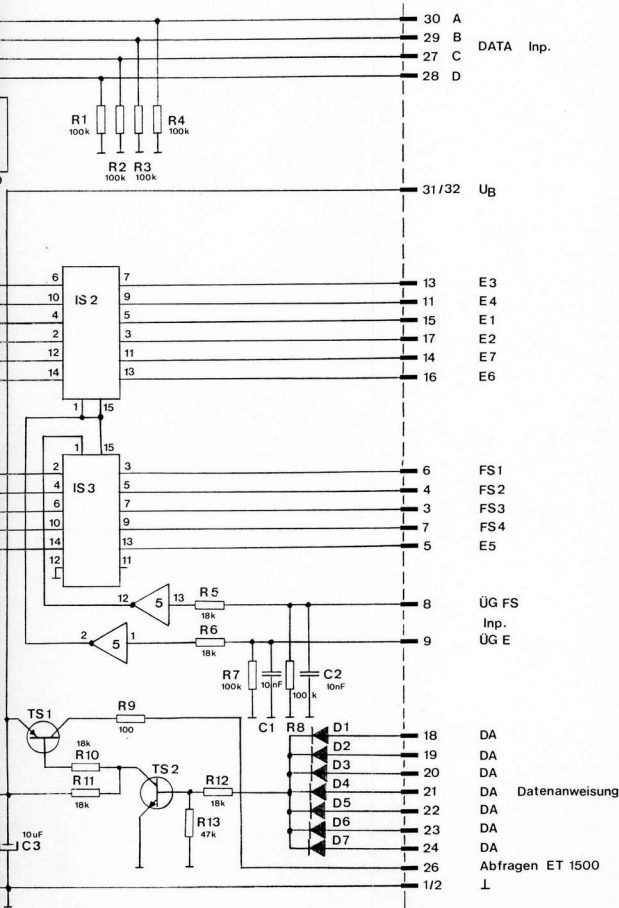 30 A
29 B
27 C
28 D
DATA Inp.
R1
100k
R4
100k
R2
100k
R3
100k
31/32 UB
6
7
13 E3
10
9
11 E4
IS 2
4
5
15 E1
2
3
17 E2
12
11
14 E7
14
13
16 E6
1
15
1
15
2
3
6 FS1
4
5
4 FS2
IS 3
6
7
3 FS3
10
9
7 FS4
14
13
5 E5
12
11
12
5
13
R5
18k
8 ÜG FS
Inp.
2
5
1
R6
18k
9 ÜG E
R7
100k
10nF
C1
100k
R8
C2
10nF
TS1
R9
100
D1
18 DA
18k
R10
D2
19 DA
TS2
D3
20 DA
R11
18k
R12
18k
D4
21 DA Datenanweisung
D5
22 DA
R13
47k
D6
23 DA
10uF
C3
D7
24 DA
26 Abfragen ET 1500
1/2 ⊥